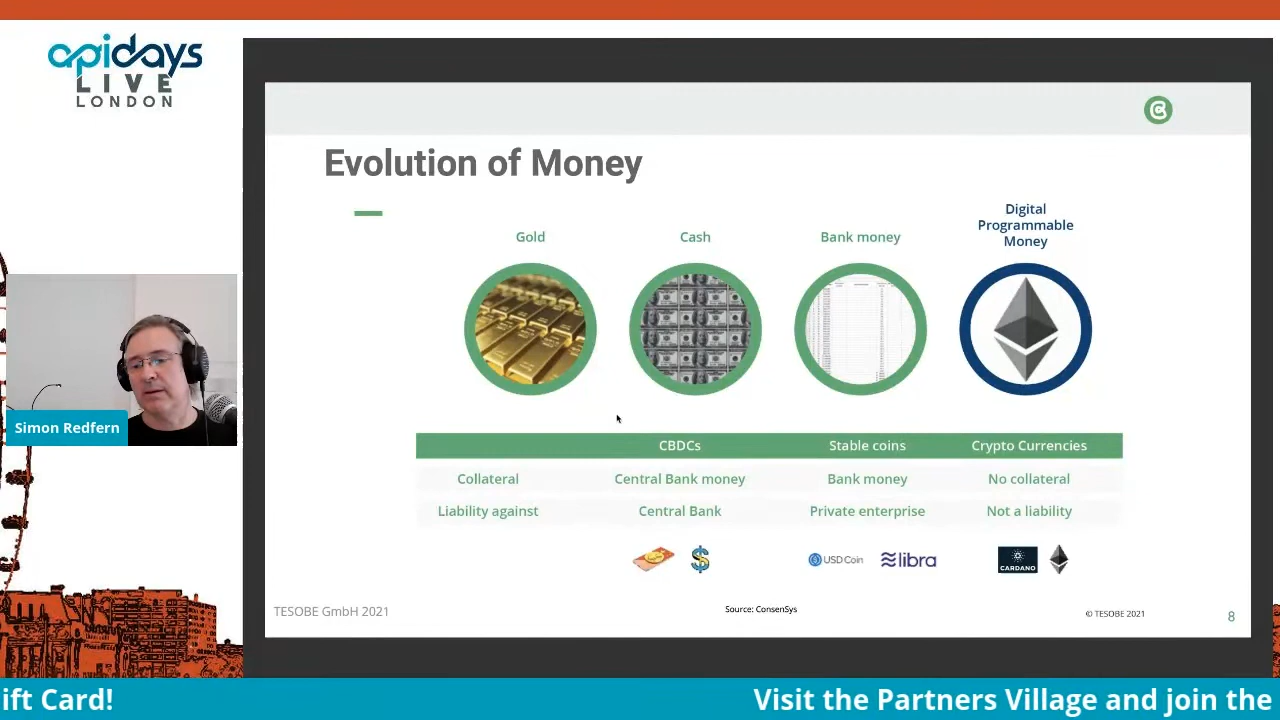 apidays
LIVE
LONDON
Evolution of Money
Gold
Cash
Bank money
Digital
Programmable
Money
CBDCs
Stable coins
Crypto Currencies
Collateral
Central Bank money
Bank money
No collateral
Liability against
Central Bank
Private enterprise
Not a liability
USD Coin
libra
CARDANO
TESOBE GmbH 2021
Source: ConsenSys
© TESOBE 2021
8
Simon Redfern
ift Card!
Visit the Partners Village and join the